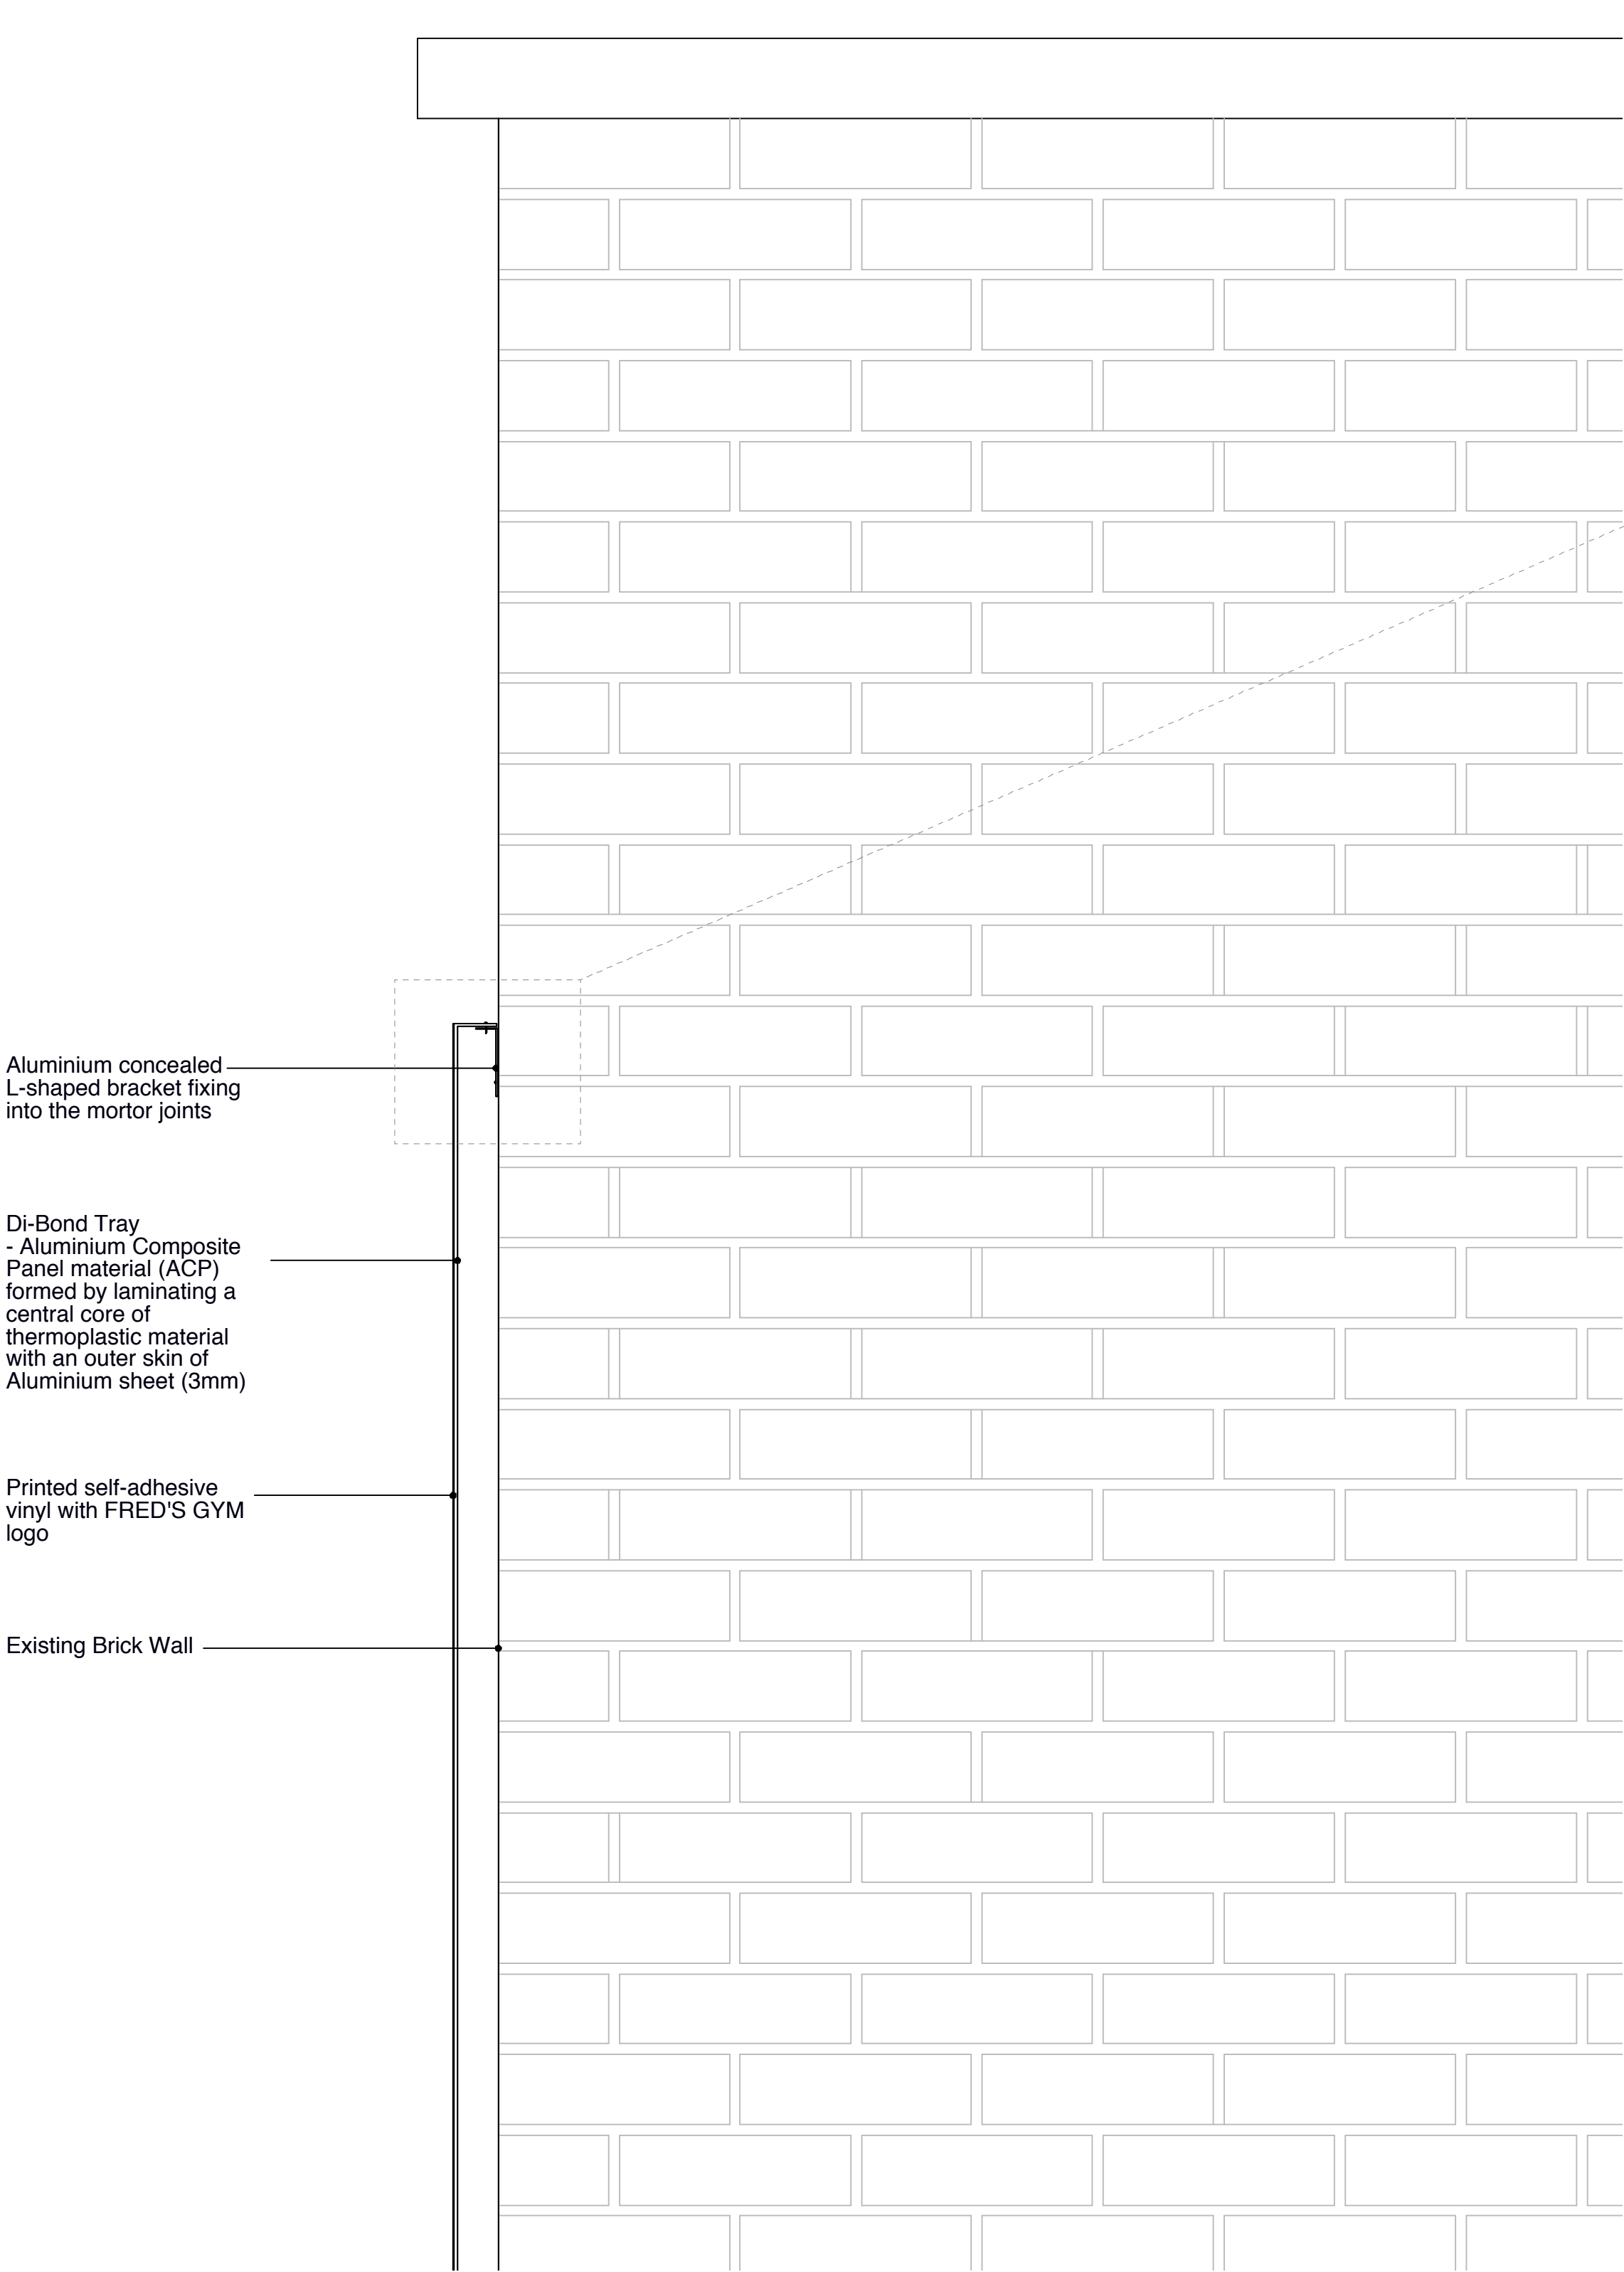 Aluminium concealed
L-shaped bracket fixing
into the mortor joints
Di-Bond Tray
- Aluminium Composite
Panel material (ACP)
formed by laminating a
central core of
thermoplastic material
with an outer skin of
Aluminium sheet (3mm)
Printed self-adhesive
vinyl with FRED'S GYM
logo
Existing Brick Wall